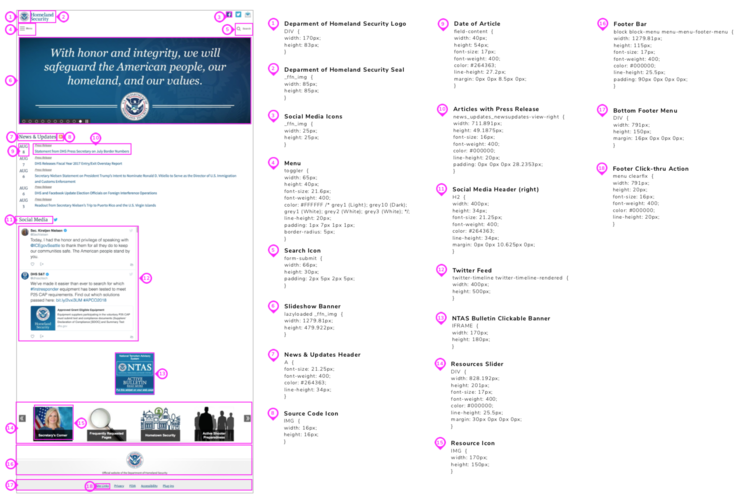 1
Homeland
Security
2
3
4
Menu
5
Search
With honor and integrity, we will
safeguard the American people, our
homeland, and our values.
6
7
News & Updates
8
10
9
AUG
8
Press Release
Statement from DHS Press Secretary on July Border Numbers
AUG
7
Press Release
DHS Releases Fiscal Year 2017 Entry/Exit Overstay Report
AUG
6
Press Release
Secretary Nielsen Statement on President Trump's Intent to Nominate Ronald D. Vitiello to Serve as the Director of U.S. Immigration
and Customs Enforcement
AUG
4
Press Release
DHS and Facebook Update Election Officials on Foreign Interference Operations
AUG
3
Press Release
Readout from Secretary Nielsen's Trip to Puerto Rico and the U.S. Virgin Islands
11
Social Media
Sec. Kirstjen Nielsen
Today, I had the honor and privilege of speaking with
to thank them for all they do to keep
our communities safe. The American people stand by
you.
DHS S&T
We've made it easier than ever to search for which
#firstresponder equipment has been tested to meet
P25 CAP requirements. Find out which solutions
passed here:
Approved (Grant-Eligible) Equipment
12
NTAS
ACTIVE
BULLETIN
13
14
15
Secretary's Corner
Frequently Requested
Pages
Hometown Security
Active Shooter
Preparedness
16
Official website of the Department of Homeland Security
17
18
Privacy
FOIA
Accessibility
Plug-ins
1
Deparment of Homeland Security Logo
DIV {
width: 170px;
height: 83px;
}
2
Department of Homeland Security Seal
_ffs_img {
width: 85px;
height: 85px;
}
3
Social Media Icons
_ffs_img {
width: 25px;
height: 25px;
}
4
Menu
toggler {
width: 65px;
height: 40px
font-size: 21.6px;
font-weight: 400;
color: #FFFFFF /* grey1 (Light); grey10 (Dark);
grey1 (White); grey2 (White); grey3 (White); */;
line-height: 20px;
padding: 1px 7px 1px 1px;
border-radius: 5px;
}
5
Search Icon
form-submit {
width: 66px;
height: 30px;
padding: 2px 5px 2px 5px;
}
6
Slideshow Banner
lazyloaded _ffs_img {
width: 1279.81px;
height: 479.922px;
}
7
News & Updates Header
A {
font-size: 21.25px;
font-weight: 400;
color: #264363;
line-height: 34px;
}
8
Source Code Icon
IMG {
width: 16px;
height: 16px;
}
9
Date of Article
field-content {
width: 40px;
height: 54px;
font-size: 17px;
font-weight: 400;
color: #264363;
line-height: 27.2px;
margin: 0px 0px 8.5px 0px;
}
10
Articles with Press Release
news_updates_newsupdates-view-right {
width: 711.891px;
height: 49.1875px;
font-size: 16px;
font-weight: 400;
color: #000000;
line-height: 20px;
padding: 0px 0px 0px 28.2353px;
}
11
Social Media Header (right)
H2 {
width: 400px;
height: 34px;
font-size: 21.25px;
font-weight: 400;
color: #264363;
line-height: 34px;
margin: 0px 0px 10.625px 0px;
}
12
Twitter Feed
twitter-timeline twitter-timeline-rendered {
width: 400px;
height: 500px;
}
13
NTAS Bulletin Clickable Banner
IFRAME {
width: 170px;
height: 180px;
}
14
Resources Slider
DIV {
width: 828.192px;
height: 201px;
font-size: 17px;
font-weight: 400;
color: #000000;
line-height: 25.5px;
margin: 30px 0px 0px 0px;
}
15
Resource Icon
IMG {
width: 170px;
height: 150px;
}
16
Footer Bar
block block-menu menu-menu-footer-menu {
width: 1279.81px;
height: 115px;
font-size: 17px;
font-weight: 400;
color: #000000;
line-height: 25.5px;
padding: 90px 0px 0px 0px;
}
17
Bottom Footer Menu
DIV {
width: 791px;
height: 150px;
margin: 16px 0px 0px 0px;
}
18
Footer Click-thru Action
menu clearfix {
width: 791px;
height: 20px;
font-size: 16px;
font-weight: 400;
color: #000000;
line-height: 20px;
}